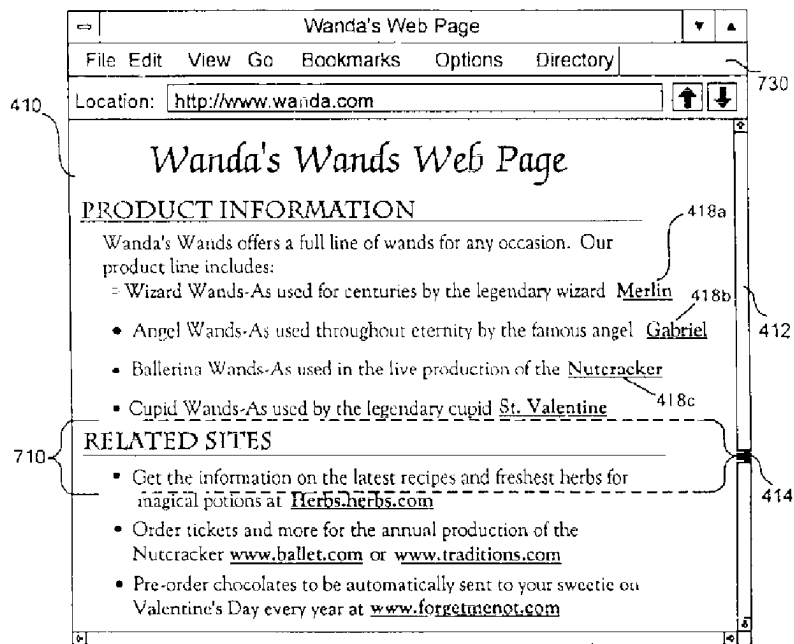 Wanda's Web Page
File Edit View Go Bookmarks Options Directory
730
Location: http://www.wanda.com
410
Wanda's Wands Web Page
PRODUCT INFORMATION
418a
Wanda's Wands offers a full line of wands for any occasion. Our
product line includes:
Wizard Wands-As used for centuries by the legendary wizard Merlin
418b
• Angel Wands-As used throughout eternity by the famous angel Gabriel
412
• Ballerina Wands-As used in the live production of the Nutcracker
418c
• Cupid Wands-As used by the legendary cupid St. Valentine
RELATED SITES
710
414
• Get the information on the latest recipes and freshest herbs for
magical potions at Herbs.herbs.com
• Order tickets and more for the annual production of the
Nutcracker www.ballet.com or www.traditions.com
• Pre-order chocolates to be automatically sent to your sweetie on
Valentine's Day every year at www.forgetmenot.com